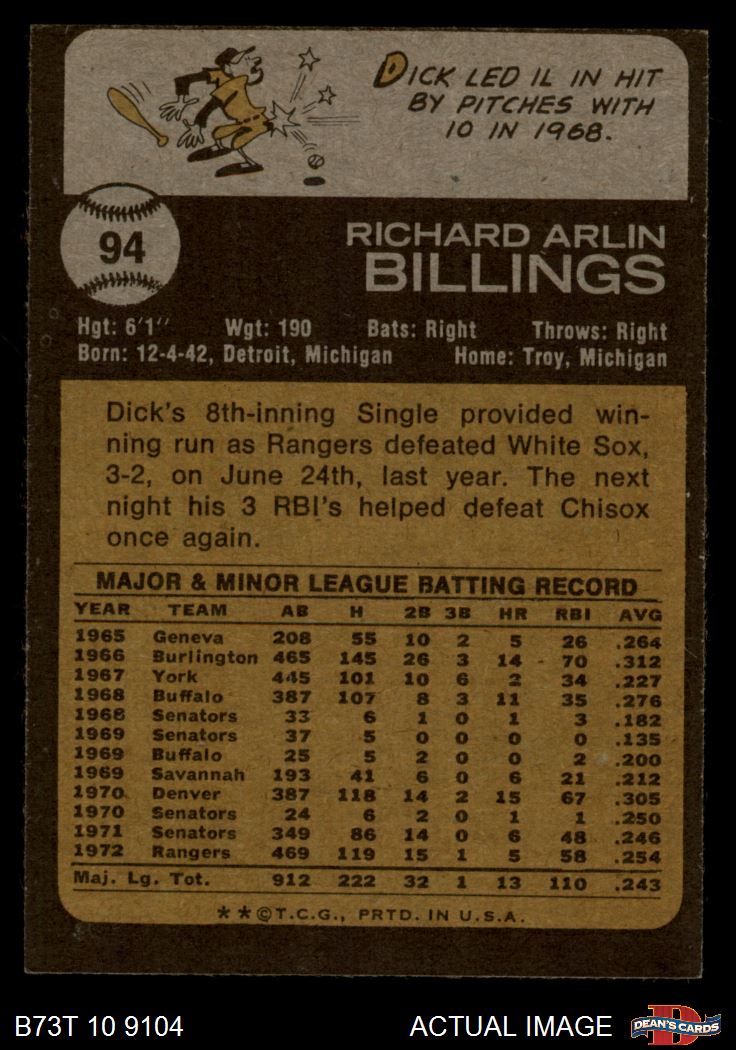 DICK LED IL IN HIT
BY PITCHES WITH
10 IN 1968.
94
RICHARD ARLIN
BILLINGS
Hgt: 6'1" Wgt: 190 Bats: Right Throws: Right
Born: 12-4-42, Detroit, Michigan Home: Troy, Michigan
Dick's 8th-inning Single provided win-
ning run as Rangers defeated White Sox,
3-2, on June 24th, last year. The next
night his 3 RBI's helped defeat Chisox
once again.
MAJOR & MINOR LEAGUE BATTING RECORD
YEAR TEAM AB H 2B 3B HR RBI AVG
1965 Geneva 208 55 10 2 5 26 .264
1966 Burlington 465 145 26 3 14 70 .312
1967 York 445 101 10 6 2 34 .227
1968 Buffalo 387 107 8 3 11 35 .276
1968 Senators 33 6 1 0 1 3 .182
1969 Senators 37 5 0 0 0 0 .135
1969 Buffalo 25 5 2 0 0 2 .200
1969 Savannah 193 41 6 0 6 21 .212
1970 Denver 387 118 14 2 15 67 .305
1970 Senators 24 6 2 0 1 1 .250
1971 Senators 349 86 14 0 6 48 .246
1972 Rangers 469 119 15 1 5 58 .254
Maj. Lg. Tot. 912 222 32 1 13 110 .243
**©T.C.G., PRTD. IN U.S.A.
B73T 10 9104 ACTUAL IMAGE D DEAN'S CARDS